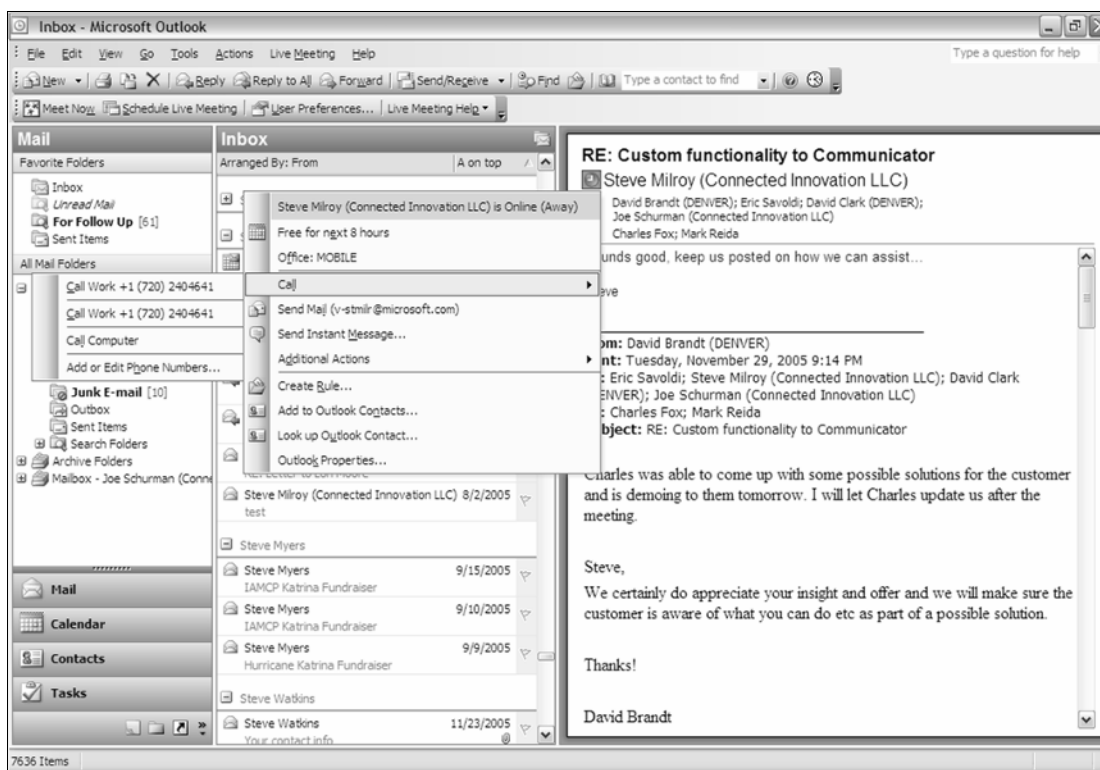 Inbox - Microsoft Outlook
File Edit View Go Tools Actions Live Meeting Help
Type a question for help
New Reply Reply to All Forward Send/Receive Find Type a contact to find
Meet Now Schedule Live Meeting User Preferences... Live Meeting Help
Mail
Favorite Folders
Inbox
Unread Mail
For Follow Up [61]
Sent Items
All Mail Folders
Call Work +1 (720) 2404641
Call Work +1 (720) 2404641
Call Computer
Add or Edit Phone Numbers...
Junk E-mail [10]
Outbox
Sent Items
Search Folders
Archive Folders
Mailbox - Joe Schurman (Conne
Mail
Calendar
Contacts
Tasks
Inbox
Arranged By: From A on top
Steve Milroy (Connected Innovation LLC) is Online (Away)
Free for next 8 hours
Office: MOBILE
Call
Send Mail (v-stmilr@microsoft.com)
Send Instant Message...
Additional Actions
Create Rule...
Add to Outlook Contacts...
Look up Outlook Contact...
Outlook Properties...
Steve Milroy (Connected Innovation LLC) 8/2/2005
test
Steve Myers
Steve Myers 9/15/2005
IAMCP Katrina Fundraiser
Steve Myers 9/10/2005
IAMCP Katrina Fundraiser
Steve Myers 9/9/2005
Hurricane Katrina Fundraiser
Steve Watkins
Steve Watkins 11/23/2005
Your contact info
RE: Custom functionality to Communicator
Steve Milroy (Connected Innovation LLC)
David Brandt (DENVER); Eric Savoldi; David Clark (DENVER);
Joe Schurman (Connected Innovation LLC)
Charles Fox; Mark Reida
unds good, keep us posted on how we can assist...
eve
om: David Brandt (DENVER)
nt: Tuesday, November 29, 2005 9:14 PM
: Eric Savoldi; Steve Milroy (Connected Innovation LLC); David Clark
ENVER); Joe Schurman (Connected Innovation LLC)
: Charles Fox; Mark Reida
bject: RE: Custom functionality to Communicator
Charles was able to come up with some possible solutions for the customer
and is demoing to them tomorrow. I will let Charles update us after the
meeting.
Steve,
We certainly do appreciate your insight and offer and we will make sure the
customer is aware of what you can do etc as part of a possible solution.
Thanks!
David Brandt
7636 Items